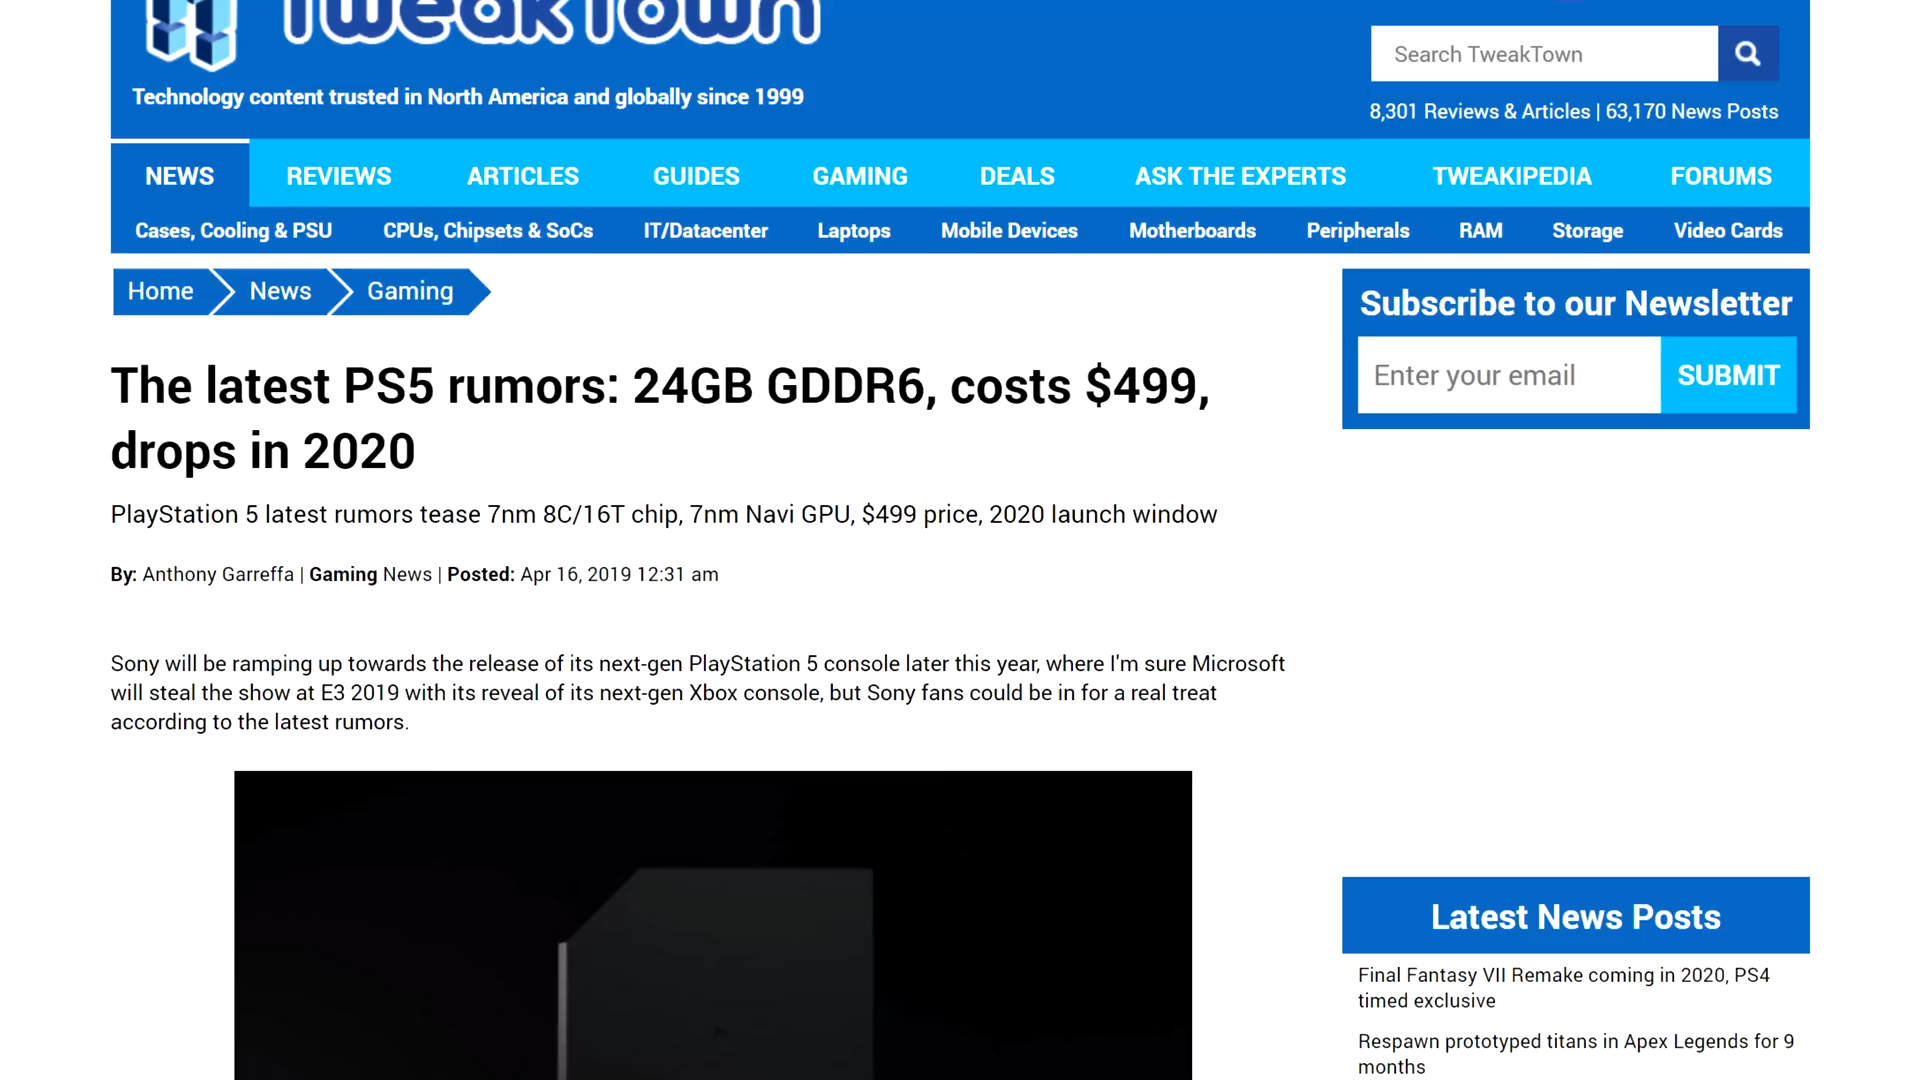 TweakTown
Technology content trusted in North America and globally since 1999
Search TweakTown
8,301 Reviews & Articles | 63,170 News Posts
NEWS
REVIEWS
ARTICLES
GUIDES
GAMING
DEALS
ASK THE EXPERTS
TWEAKIPEDIA
FORUMS
Cases, Cooling & PSU
CPUs, Chipsets & SoCs
IT/Datacenter
Laptops
Mobile Devices
Motherboards
Peripherals
RAM
Storage
Video Cards
Home
News
Gaming
The latest PS5 rumors: 24GB GDDR6, costs $499,
drops in 2020
PlayStation 5 latest rumors tease 7nm 8C/16T chip, 7nm Navi GPU, $499 price, 2020 launch window
By: Anthony Garreffa | Gaming News | Posted: Apr 16, 2019 12:31 am
Sony will be ramping up towards the release of its next-gen PlayStation 5 console later this year, where I'm sure Microsoft
will steal the show at E3 2019 with its reveal of its next-gen Xbox console, but Sony fans could be in for a real treat
according to the latest rumors.
Subscribe to our Newsletter
Enter your email
SUBMIT
Latest News Posts
Final Fantasy VII Remake coming in 2020, PS4
timed exclusive
Respawn prototyped titans in Apex Legends for 9
months